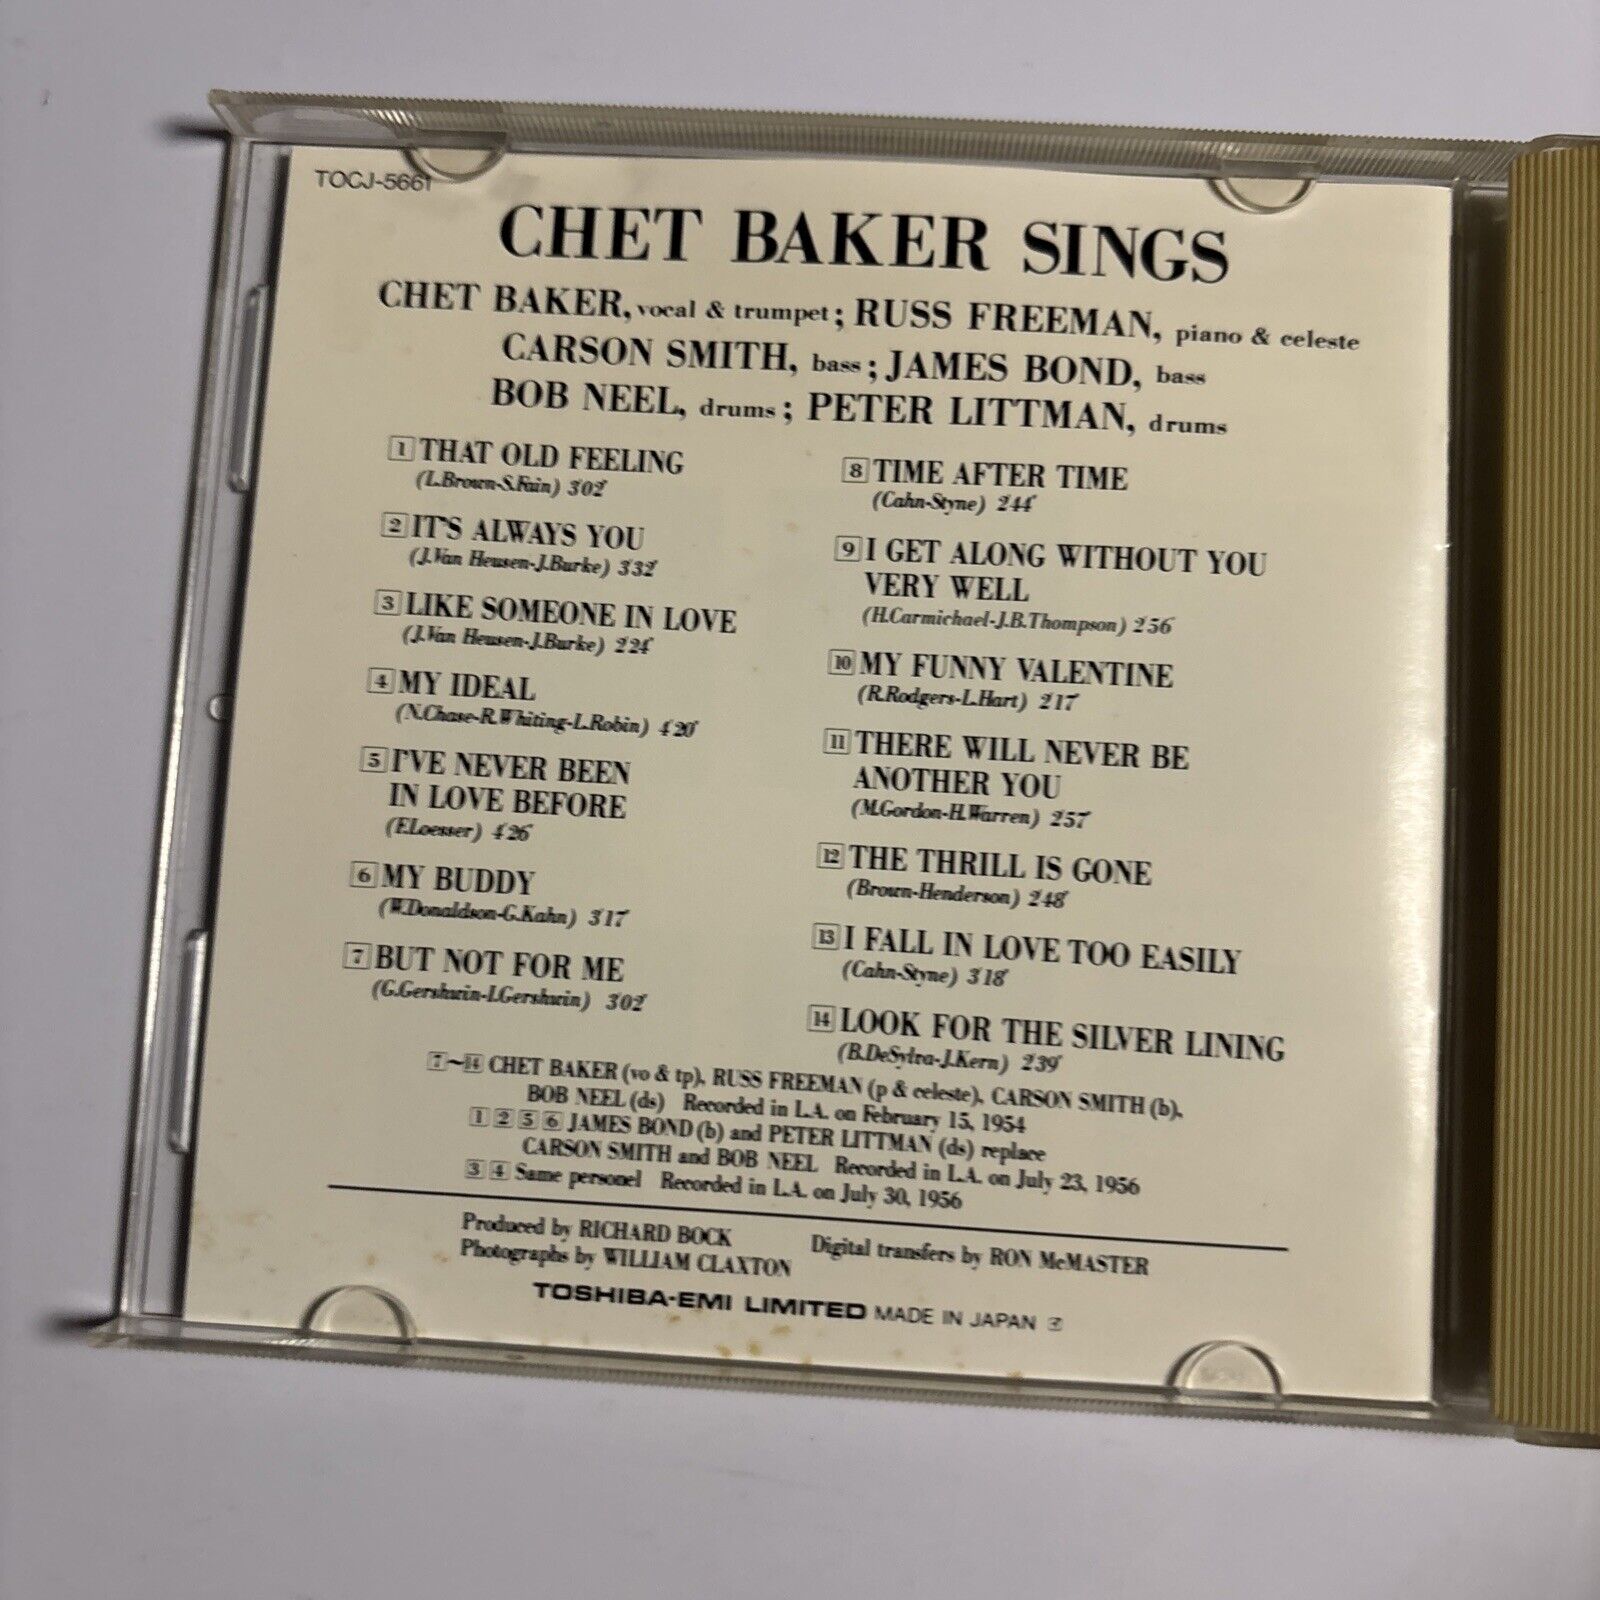 TOCJ-5661
CHET BAKER SINGS
CHET BAKER, vocal & trumpet; RUSS FREEMAN, piano & celeste
CARSON SMITH, bass; JAMES BOND, bass
BOB NEEL, drums; PETER LITTMAN, drums
1 THAT OLD FEELING
(L.Brown-S.Fain) 3'02"
2 IT'S ALWAYS YOU
(J.Van Heusen-J.Burke) 3'32"
3 LIKE SOMEONE IN LOVE
(J.Van Heusen-J.Burke) 2'24"
4 MY IDEAL
(N.Chase-R.Whiting-L.Robin) 4'20"
5 I'VE NEVER BEEN
IN LOVE BEFORE
(F.Loesser) 4'26"
6 MY BUDDY
(W.Donaldson-G.Kahn) 3'17"
7 BUT NOT FOR ME
(G.Gershwin-I.Gershwin) 3'02"
8 TIME AFTER TIME
(Cahn-Styne) 2'44"
9 I GET ALONG WITHOUT YOU
VERY WELL
(H.Carmichael-J.B.Thompson) 2'56"
10 MY FUNNY VALENTINE
(R.Rodgers-L.Hart) 2'17"
11 THERE WILL NEVER BE
ANOTHER YOU
(M.Gordon-H.Warren) 2'57"
12 THE THRILL IS GONE
(Brown-Henderson) 2'48"
13 I FALL IN LOVE TOO EASILY
(Cahn-Styne) 3'18"
14 LOOK FOR THE SILVER LINING
(B.DeSylva-J.Kern) 2'39"
7~14 CHET BAKER (vo & tp), RUSS FREEMAN (p & celeste), CARSON SMITH (b),
BOB NEEL (ds) Recorded in L.A. on February 15, 1954
1 2 5 6 JAMES BOND (b) and PETER LITTMAN (ds) replace
CARSON SMITH and BOB NEEL Recorded in L.A. on July 23, 1956
3 4 Same personel Recorded in L.A. on July 30, 1956
Produced by RICHARD BOCK
Photographs by WILLIAM CLAXTON
Digital transfers by RON McMASTER
TOSHIBA-EMI LIMITED MADE IN JAPAN